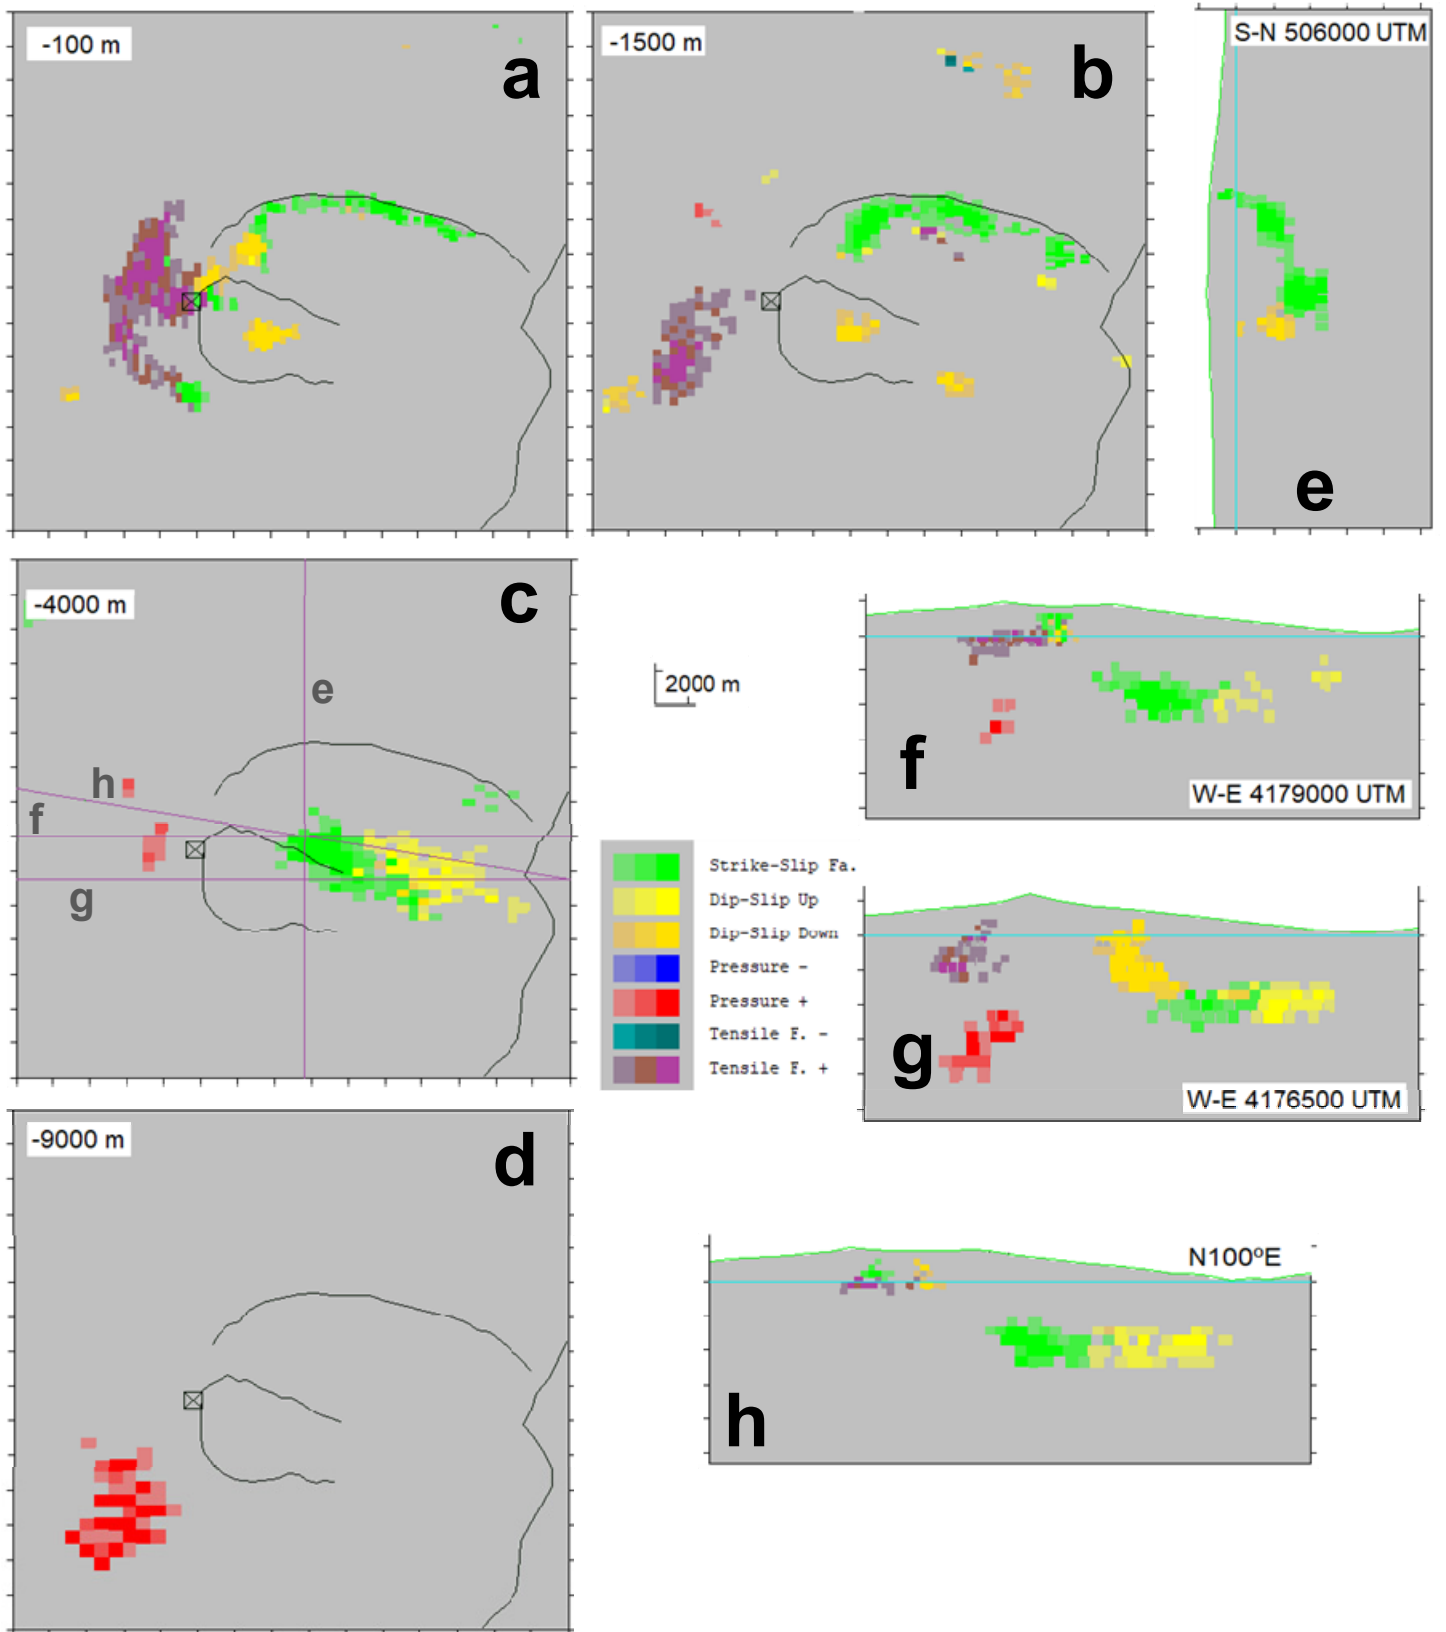 -100 m
a
-1500 m
b
S-N 506000 UTM
e
-4000 m
c
e
h
f
g
2000 m
f
W-E 4179000 UTM
Strike-Slip Fa.
Dip-Slip Up
Dip-Slip Down
Pressure -
Pressure +
Tensile F. -
Tensile F. +
g
W-E 4176500 UTM
-9000 m
d
N100ºE
h